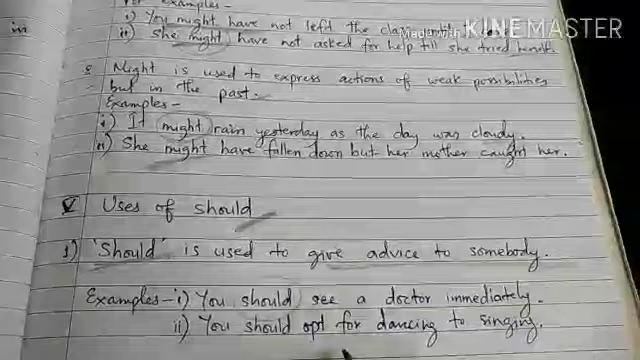 For examples-
i) You might have not left the
Made with KINEMASTER
ii) She might have not asked for help till she tried herself.
in
s Might is used to express actions of weak possibilities
but in the past.
Examples-
i) It might rain yesterday as the day was cloudy.
ii) She might have fallen down but her mother caught her.
V Uses of should
1) 'Should' is used to give advice to somebody.
Examples- i) You should see a doctor immediately.
ii) You should opt for dancing to singing.